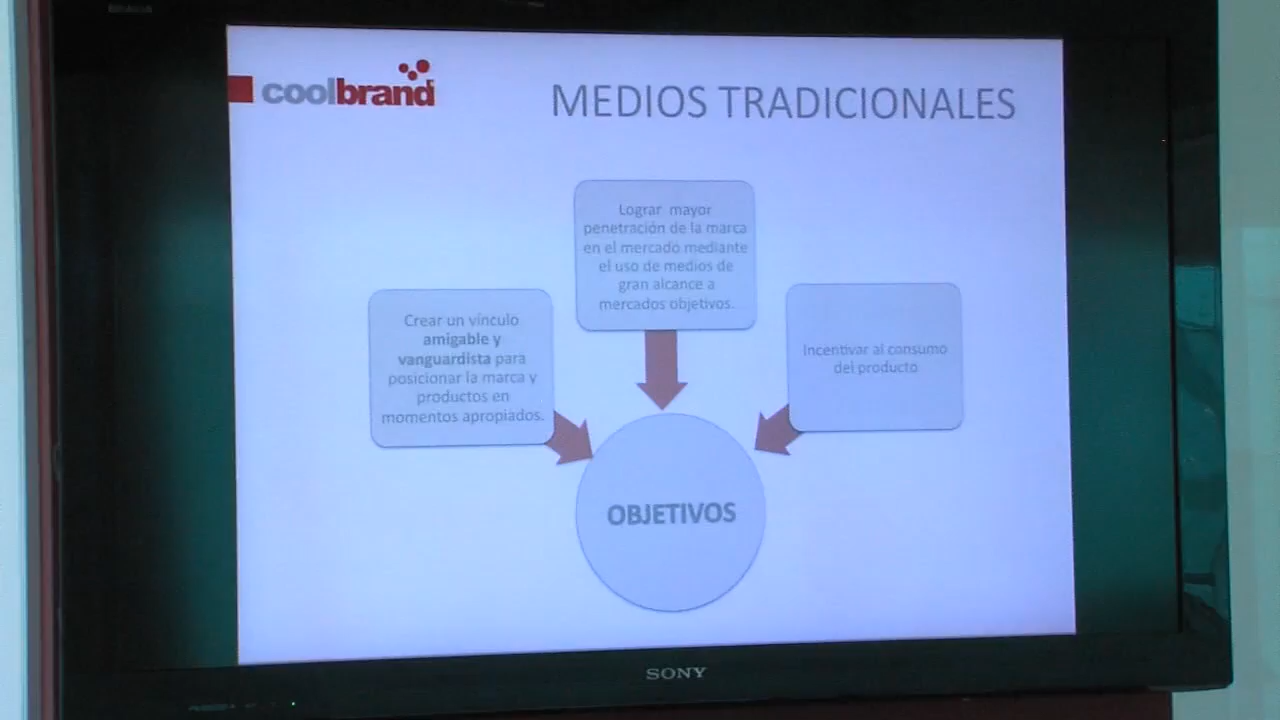 BRAVIA
coolbrand
MEDIOS TRADICIONALES
Lograr mayor
penetración de la marca
en el mercado mediante
el uso de medios de
gran alcance a
mercados objetivos.
Crear un vínculo
amigable y
vanguardista para
posicionar la marca y
productos en
momentos apropiados.
Incentivar al consumo
del producto
OBJETIVOS
SONY